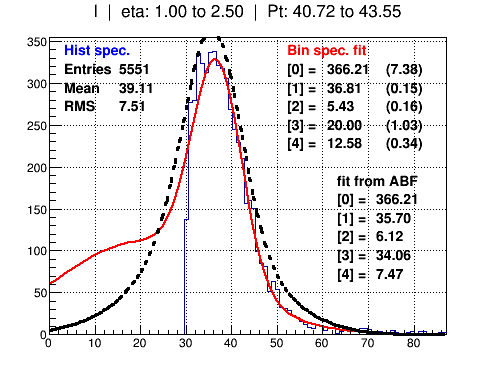 I | eta: 1.00 to 2.50 | Pt: 40.72 to 43.55
Hist spec.
Entries 5551
Mean 39.11
RMS 7.51
Bin spec. fit
[0] = 366.21 (7.38)
[1] = 36.81 (0.15)
[2] = 5.43 (0.16)
[3] = 20.00 (1.03)
[4] = 12.58 (0.34)
fit from ABF
[0] = 366.21
[1] = 35.70
[2] = 6.12
[3] = 34.06
[4] = 7.47
350
300
250
200
150
100
50
0
0 10 20 30 40 50 60 70 80